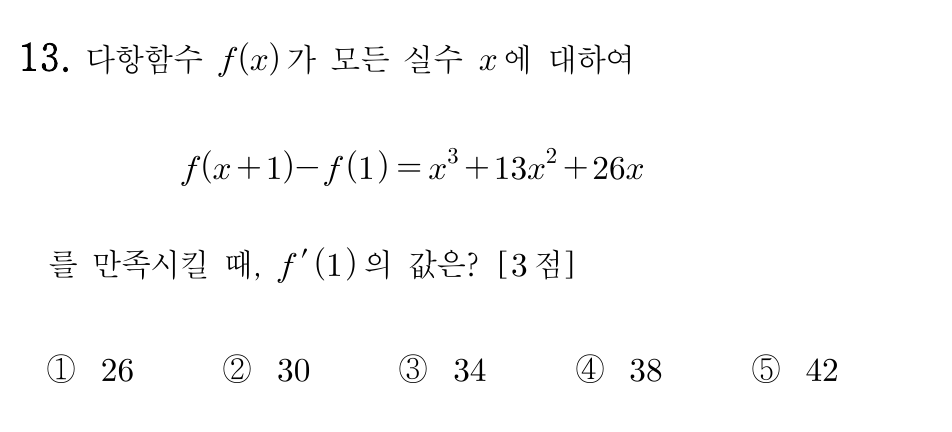 13. 다항함수 f(x)가 모든 실수 x에 대하여
f(x+1)−f(1)=x³+13x²+26x
를 만족시킬 때, f′(1)의 값은? [3점]
① 26 ② 30 ③ 34 ④ 38 ⑤ 42